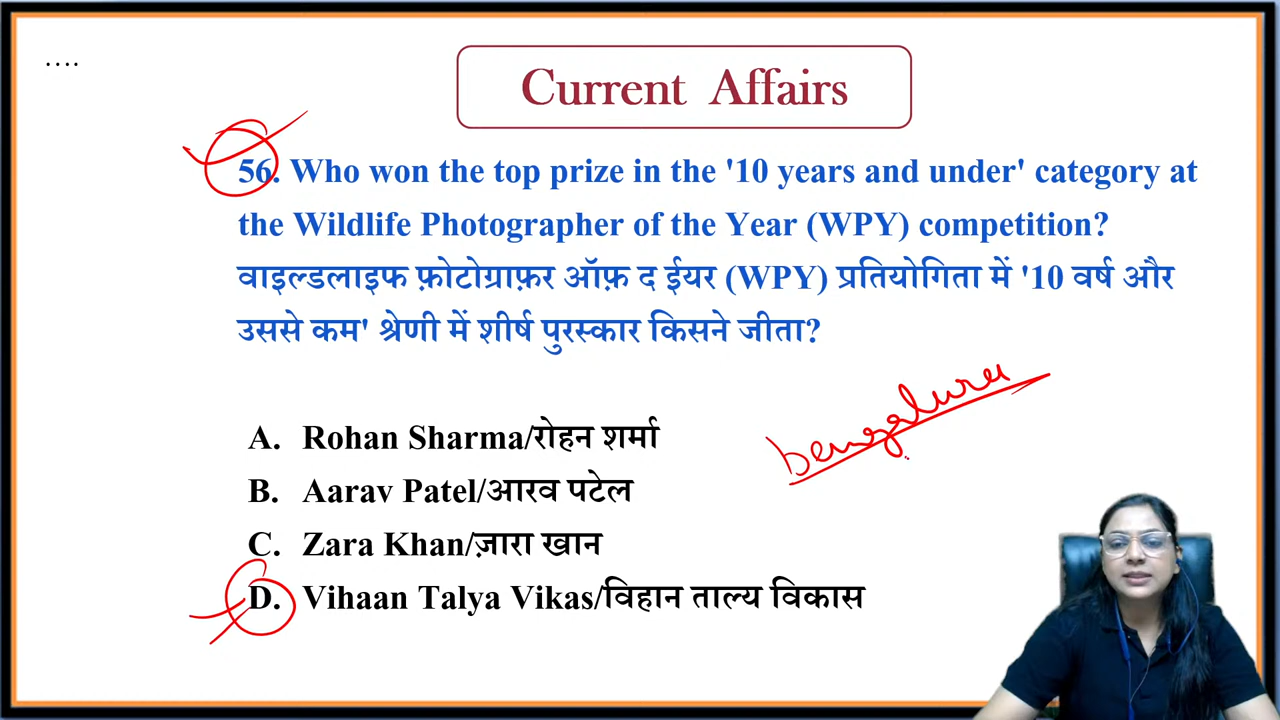 ....
Current Affairs
56. Who won the top prize in the '10 years and under' category at
the Wildlife Photographer of the Year (WPY) competition?
वाइल्डलाइफ फ़ोटोग्राफ़र ऑफ़ द ईयर (WPY) प्रतियोगिता में '10 वर्ष और
उससे कम' श्रेणी में शीर्ष पुरस्कार किसने जीता?
bengaluru
A. Rohan Sharma/रोहन शर्मा
B. Aarav Patel/आरव पटेल
C. Zara Khan/ज़ारा खान
D. Vihaan Talya Vikas/विहान ताल्य विकास